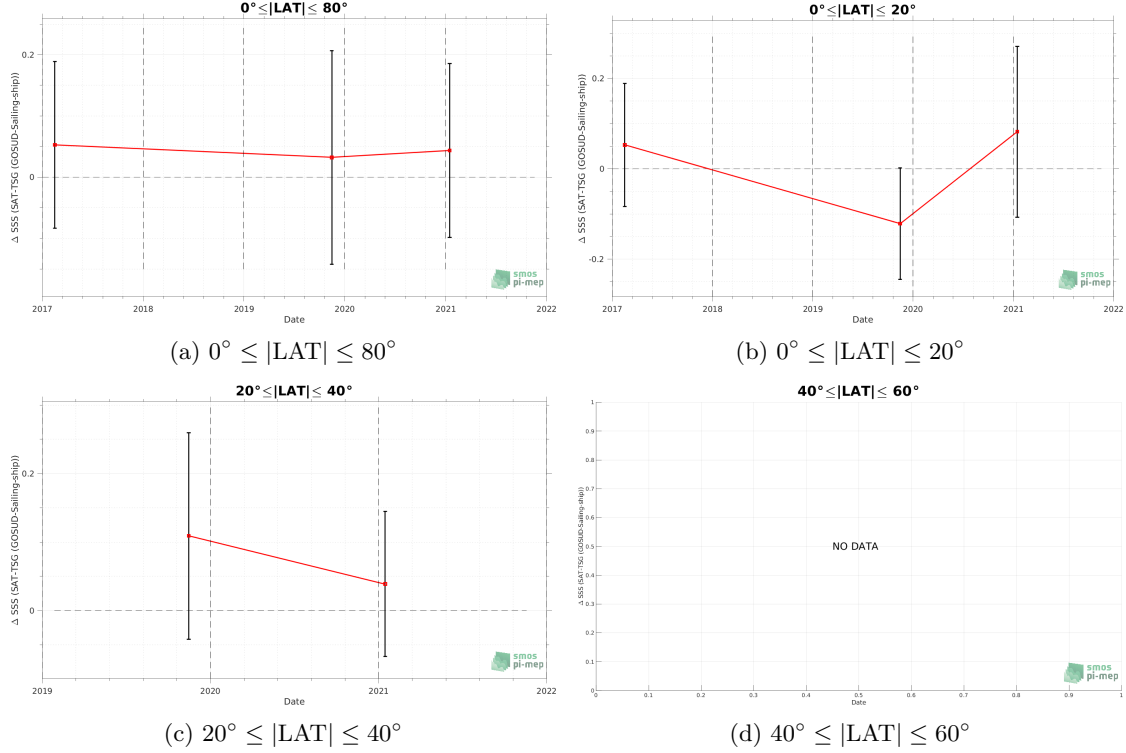 0°≤|LAT|≤ 80°
Δ SSS (SAT-TSG (GOSUD-Sailing-ship))
0.2
0
2017 2018 2019 2020 2021 2022
Date
smos
pi-mep
(a) 0° ≤ |LAT| ≤ 80°
0°≤|LAT|≤ 20°
Δ SSS (SAT-TSG (GOSUD-Sailing-ship))
0.2
0
-0.2
2017 2018 2019 2020 2021 2022
Date
smos
pi-mep
(b) 0° ≤ |LAT| ≤ 20°
20°≤|LAT|≤ 40°
Δ SSS (SAT-TSG (GOSUD-Sailing-ship))
0.2
0
2019 2020 2021 2022
Date
smos
pi-mep
(c) 20° ≤ |LAT| ≤ 40°
40°≤|LAT|≤ 60°
Δ SSS (SAT-TSG (GOSUD-Sailing-ship))
1
0.9
0.8
0.7
0.6
0.5
0.4
0.3
0.2
0.1
0
NO DATA
0 0.1 0.2 0.3 0.4 0.5 0.6 0.7 0.8 0.9 1
Date
smos
pi-mep
(d) 40° ≤ |LAT| ≤ 60°